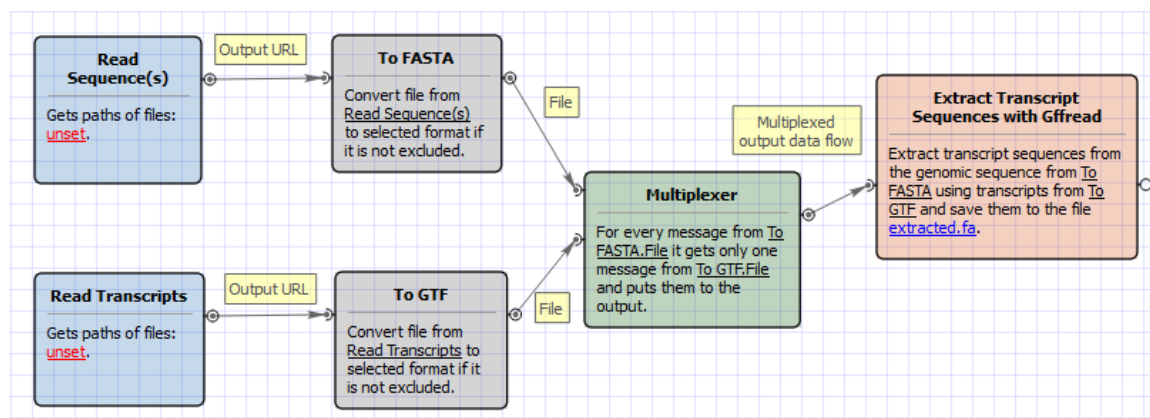 Read
Sequence(s)
Gets paths of files:
unset.
Output URL
To FASTA
Convert file from
Read Sequence(s)
to selected format if
it is not excluded.
File
Read Transcripts
Gets paths of files:
unset.
Output URL
To GTF
Convert file from
Read Transcripts to
selected format if it
is not excluded.
File
Multiplexer
For every message from To
FASTA.File it gets only one
message from To GTF.File
and puts them to the
output.
Multiplexed
output data flow
Extract Transcript
Sequences with Gffread
Extract transcript sequences from
the genomic sequence from To
FASTA using transcripts from To
GTF and save them to the file
extracted.fa.